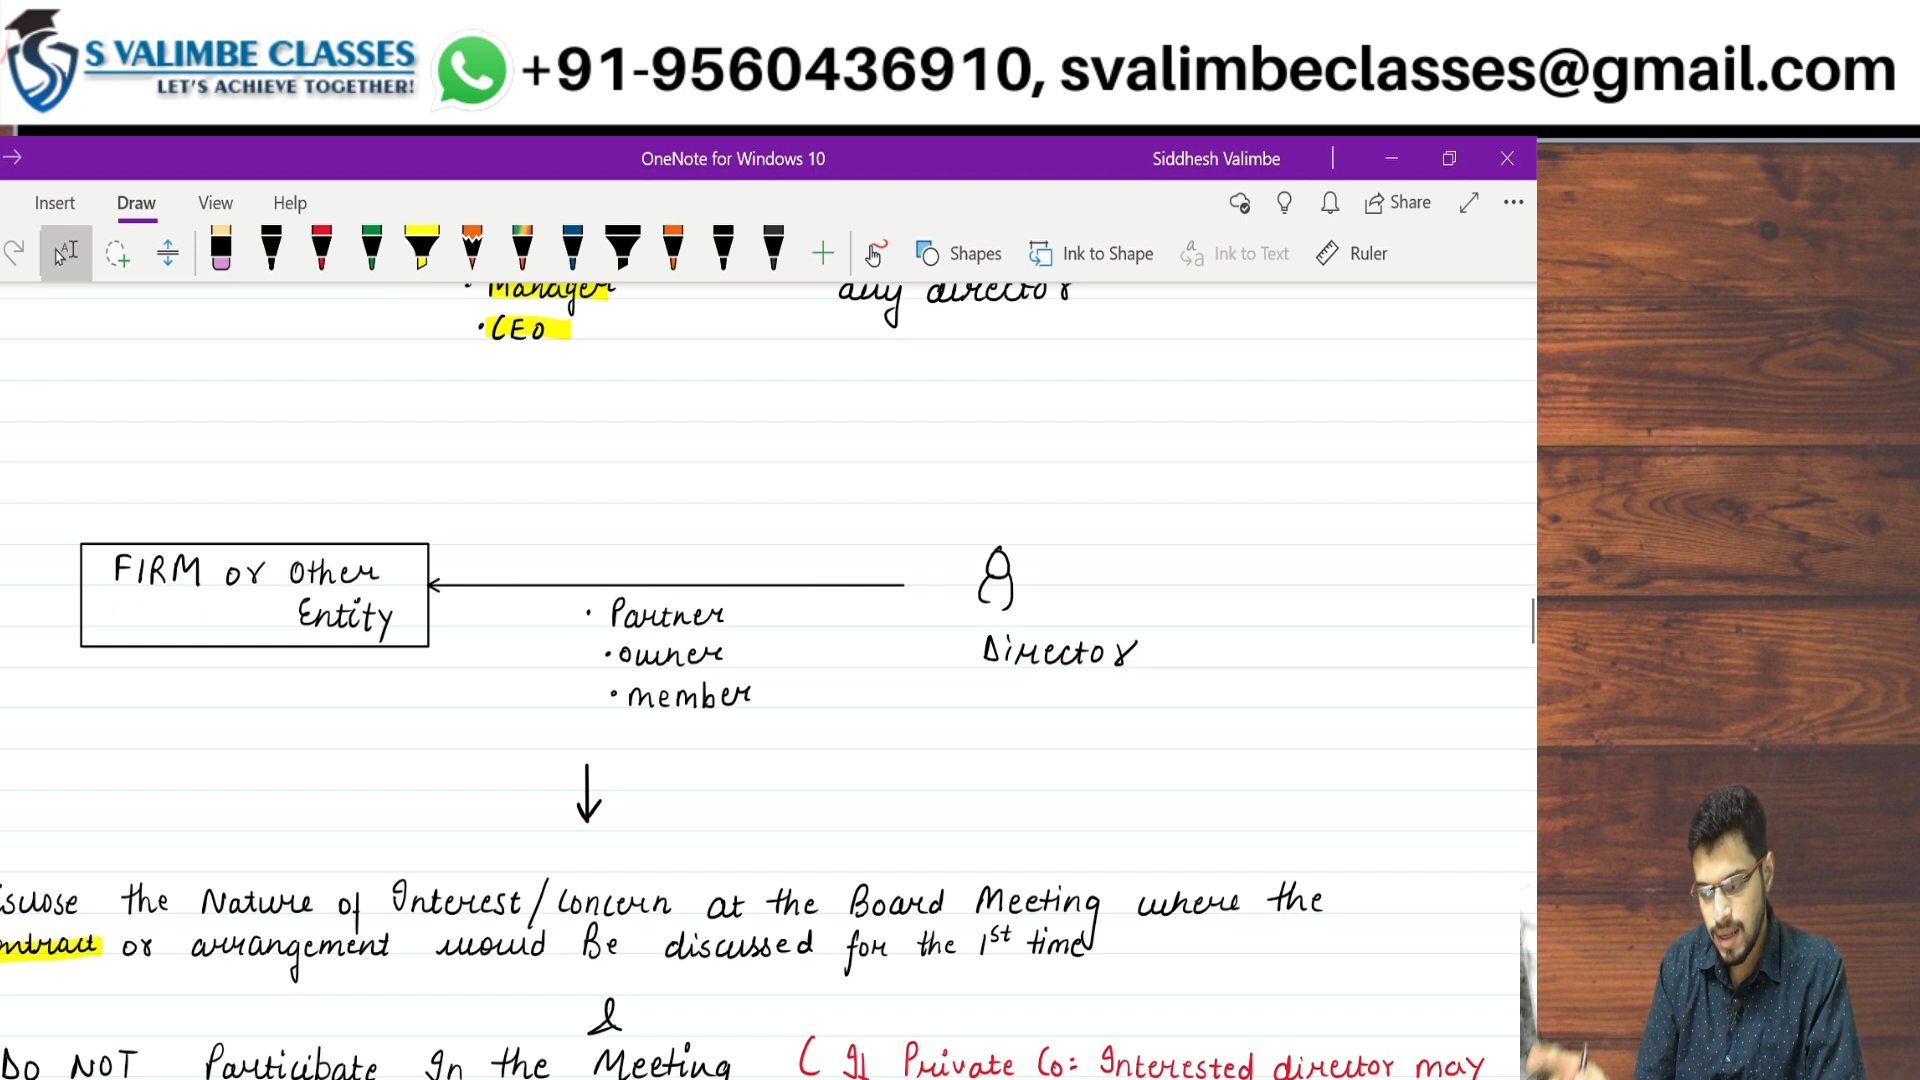 S VALIMBE CLASSES
LET'S ACHIEVE TOGETHER!
+91-9560436910, svalimbeclasses@gmail.com
OneNote for Windows 10
Siddhesh Valimbe
Insert Draw View Help
Share
Shapes
Ink to Shape
Ink to Text
Ruler
• Manager
any director
• CEO
FIRM or Other
Entity
• Partner
• owner
• member
Director
the Nature of Interest/Concern at the Board Meeting where the
or arrangement would Be discussed for the 1st time
&
Do NOT Participate In the Meeting ( If Private Co: Interested director may